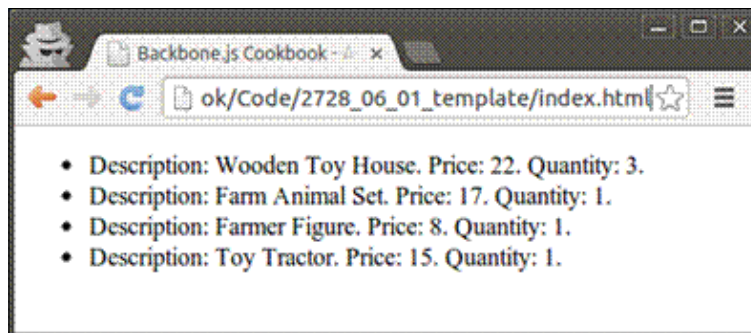 Backbone.js Cookbook -
ok/Code/2728_06_01_template/index.html
• Description: Wooden Toy House. Price: 22. Quantity: 3.
• Description: Farm Animal Set. Price: 17. Quantity: 1.
• Description: Farmer Figure. Price: 8. Quantity: 1.
• Description: Toy Tractor. Price: 15. Quantity: 1.